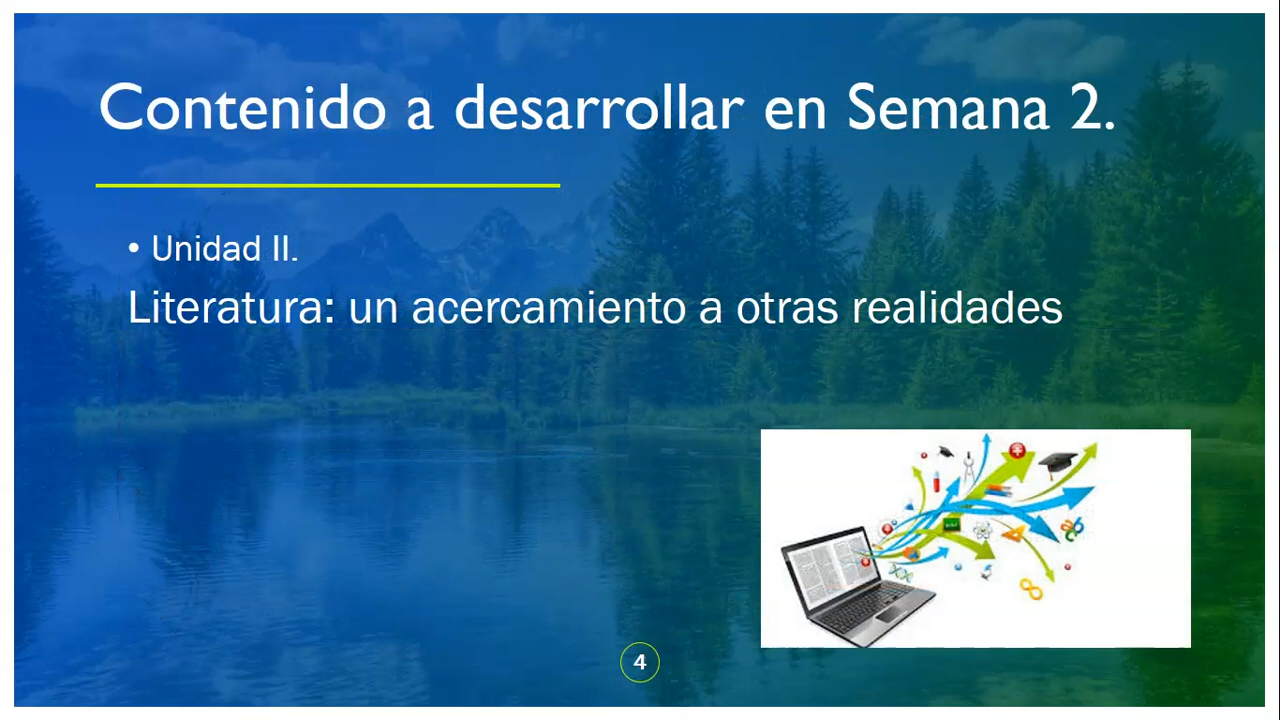 Contenido a desarrollar en Semana 2.
• Unidad II.
Literatura: un acercamiento a otras realidades
4